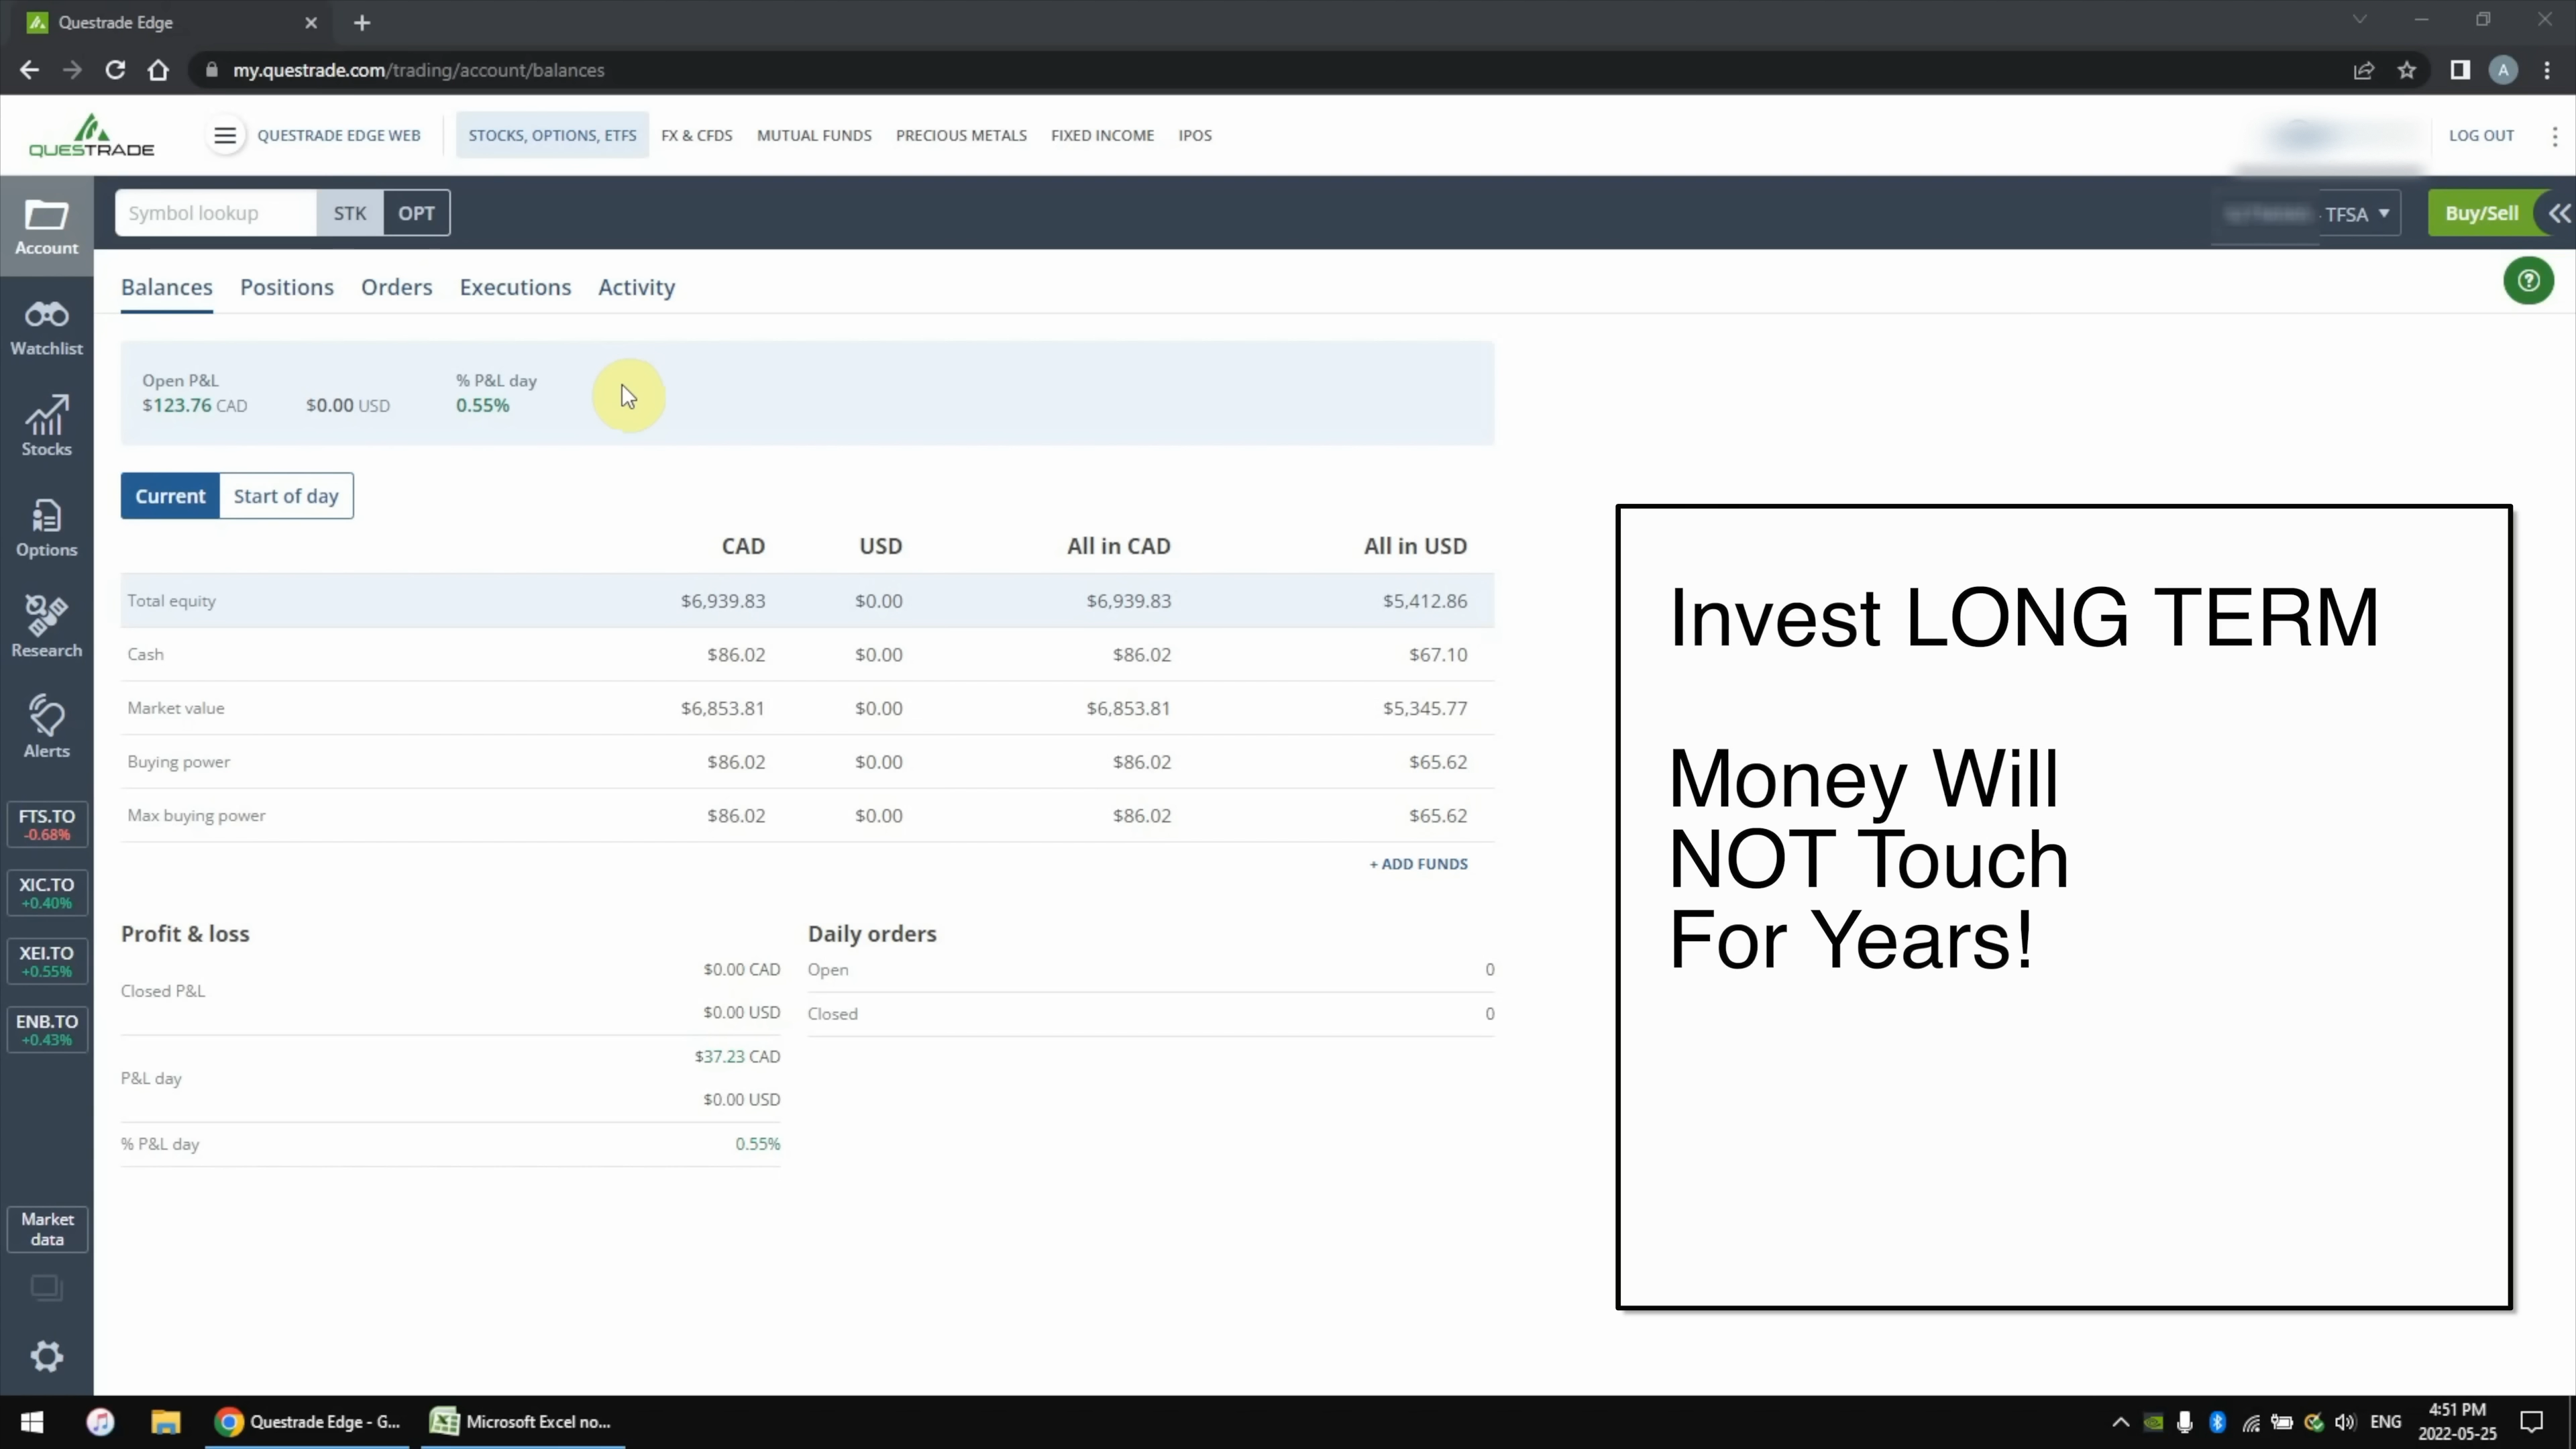 Questrade Edge
my.questrade.com/trading/account/balances
A
QUESTRADE
QUESTRADE EDGE WEB
STOCKS, OPTIONS, ETFS
FX & CFDS
MUTUAL FUNDS
PRECIOUS METALS
FIXED INCOME
IPOS
LOG OUT
Account
Symbol lookup
STK
OPT
- TFSA
Buy/Sell
Balances
Positions
Orders
Executions
Activity
?
Watchlist
Stocks
Options
Research
Alerts
FTS.TO
-0.68%
XIC.TO
+0.40%
XEI.TO
+0.55%
ENB.TO
+0.43%
Market
data
Open P&L
% P&L day
$123.76 CAD $0.00 USD 0.55%
Current
Start of day
CAD USD All in CAD All in USD
Total equity $6,939.83 $0.00 $6,939.83 $5,412.86
Cash $86.02 $0.00 $86.02 $67.10
Market value $6,853.81 $0.00 $6,853.81 $5,345.77
Buying power $86.02 $0.00 $86.02 $65.62
Max buying power $86.02 $0.00 $86.02 $65.62
+ ADD FUNDS
Profit & loss
Closed P&L
$0.00 CAD
$0.00 USD
P&L day
$37.23 CAD
$0.00 USD
% P&L day 0.55%
Daily orders
Open 0
Closed 0
Invest LONG TERM
Money Will
NOT Touch
For Years!
Questrade Edge - G...
Microsoft Excel no...
ENG
4:51 PM
2022-05-25